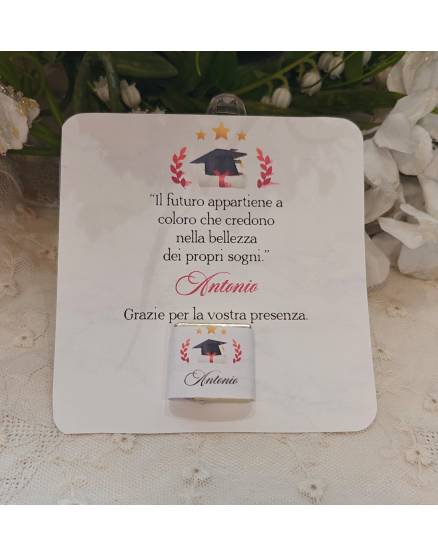 “Il futuro appartiene a
coloro che credono
nella bellezza
dei propri sogni.”
Antonio
Grazie per la vostra presenza.
Antonio